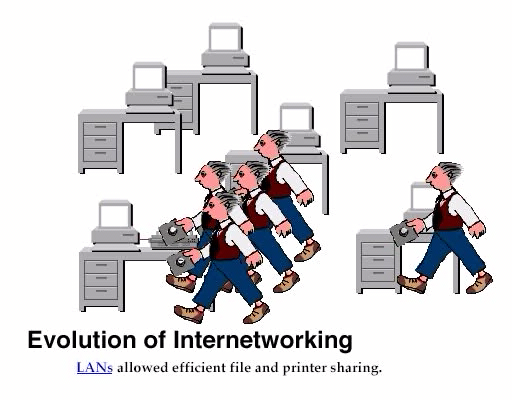 Evolution of Internetworking
LANs allowed efficient file and printer sharing.